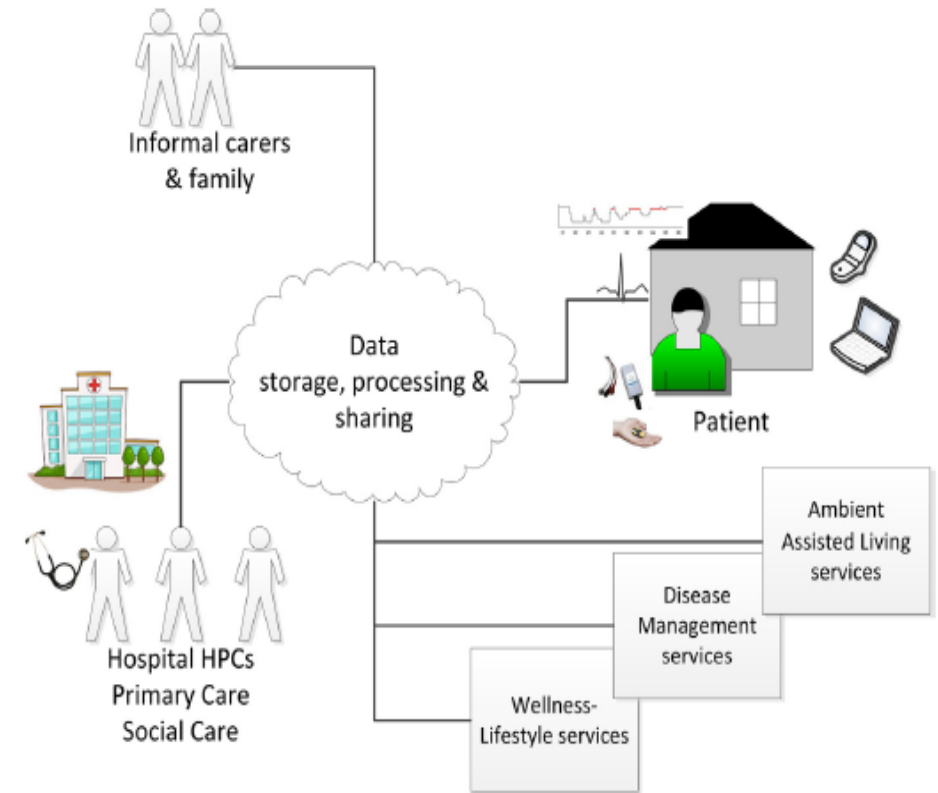 Informal carers
& family
Data
storage, processing &
sharing
Patient
Hospital HPCs
Primary Care
Social Care
Ambient
Assisted Living
services
Disease
Management
services
Wellness-
Lifestyle services